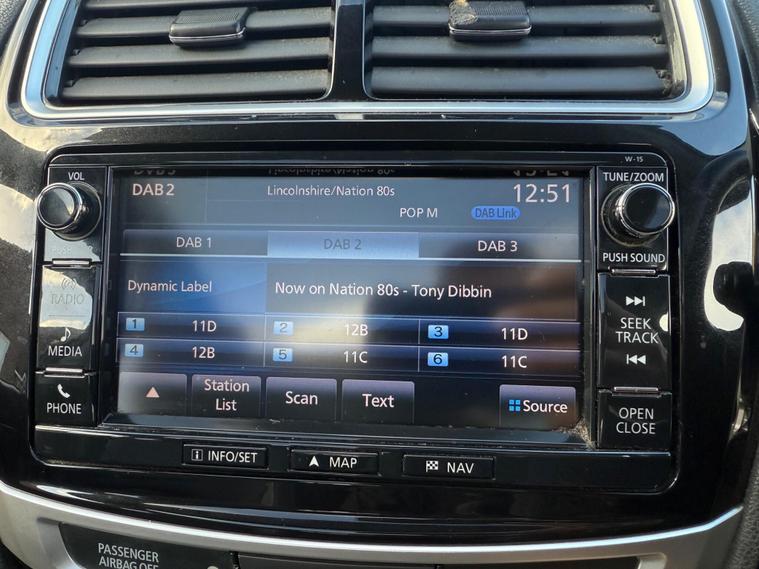 W-15
VOL
TUNE/ZOOM
DAB2
Lincolnshire/Nation 80s
12:51
POP M
DAB Link
PUSH SOUND
DAB 1
DAB 2
DAB 3
RADIO
Dynamic Label
Now on Nation 80s - Tony Dibbin
SEEK
TRACK
MEDIA
1 11D
2 12B
3 11D
4 12B
5 11C
6 11C
PHONE
Station
List
Scan
Text
Source
OPEN
CLOSE
INFO/SET
MAP
NAV
PASSENGER
AIRBAG OFF